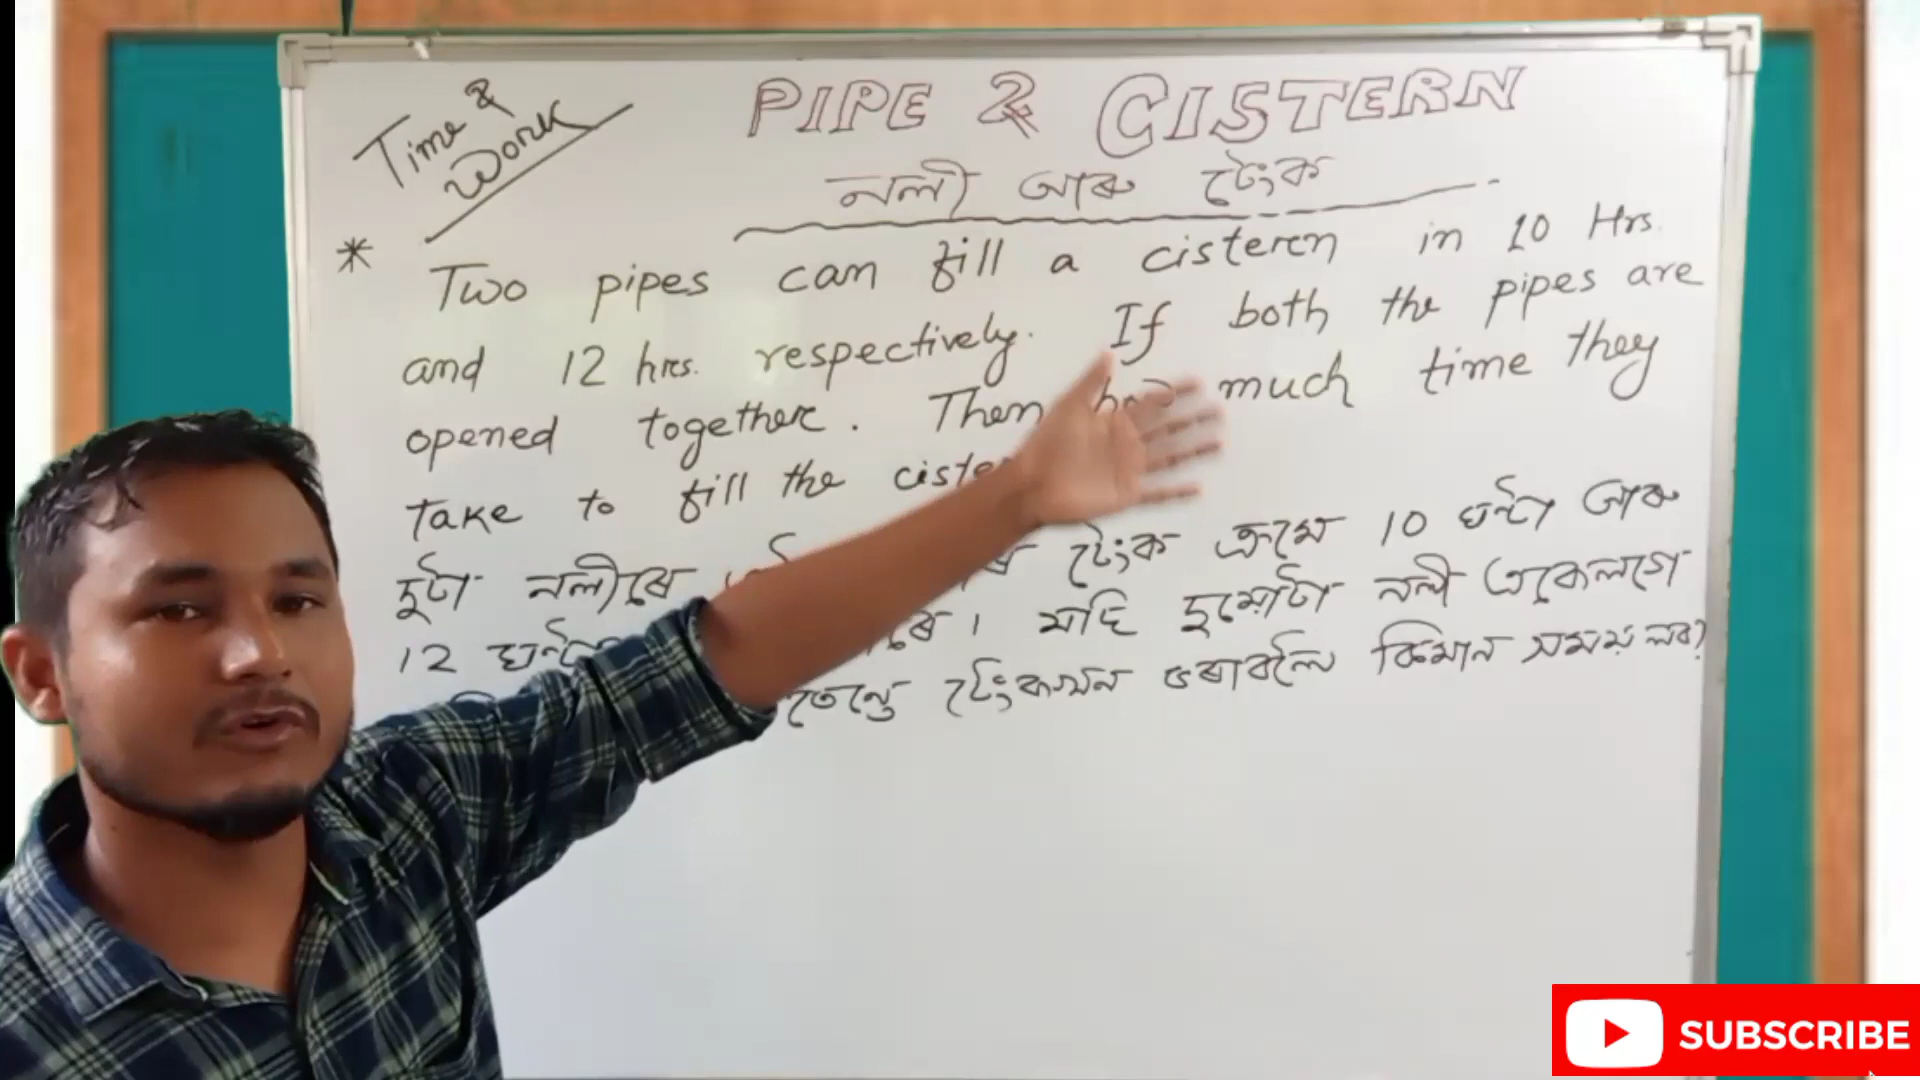 Time &
Work
PIPE & CISTERN
নলী আৰু টেংক
* Two pipes can fill a cisteren in 10 Hrs.
and 12 hrs. respectively. If both the pipes are
opened together. Then much time they
take to fill the
দুটা নলীৰে টেংক ক্ৰমে 10 ঘন্টা আৰু
12 যদি দুয়োটা নলী একেলগে
তেন্তে টেংকখন ভৰাবলৈ কিমান সময় লব?
SUBSCRIBE